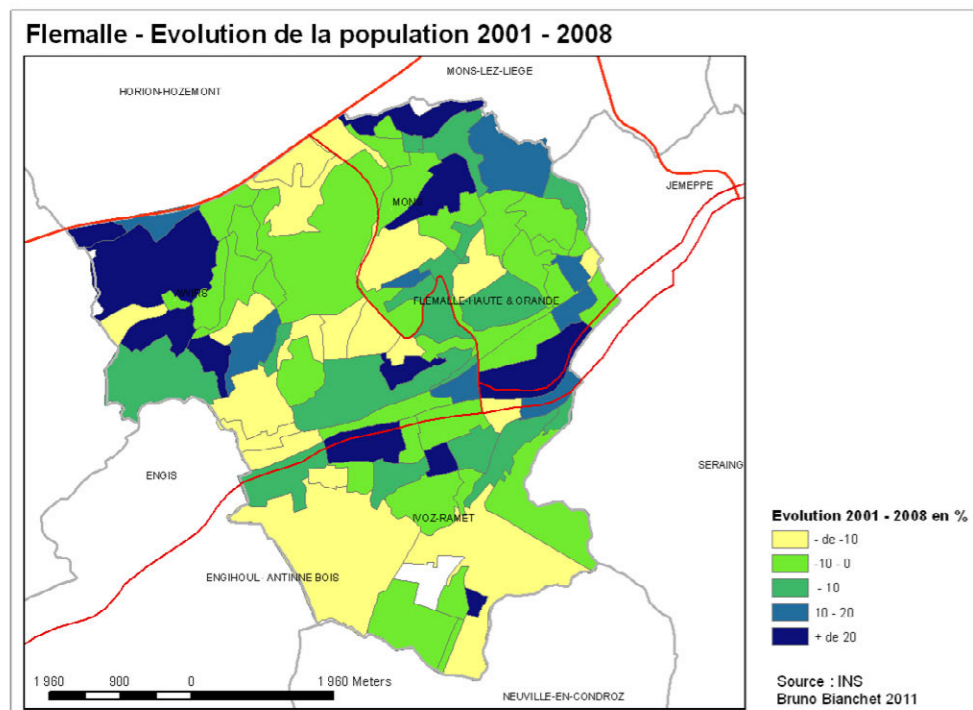 Flemalle - Evolution de la population 2001 - 2008
MONS-LEZ-LIEGE
HORION-HOZEMONT
JEMEPPE
MONS
AWIRS
FLEMALLE-HAUTE & GRANDE
SERAING
ENGIS
IVOZ-RAMET
ENGIHOUL - ANTINNE BOIS
NEUVILLE-EN-CONDROZ
Evolution 2001 - 2008 en %
- de -10
-10 - 0
- 10
10 - 20
+ de 20
1 960 900 0 1 960 Meters
Source : INS
Bruno Bianchet 2011